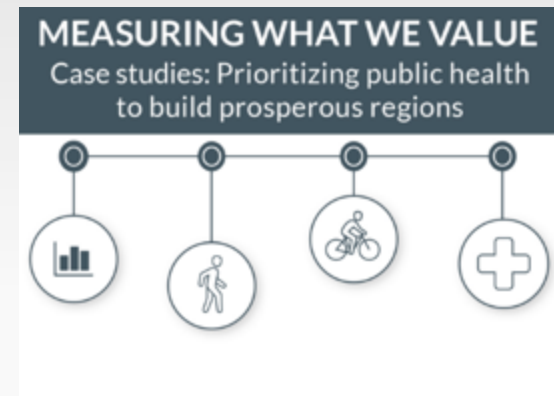 MEASURING WHAT WE VALUE
Case studies: Prioritizing public health
to build prosperous regions